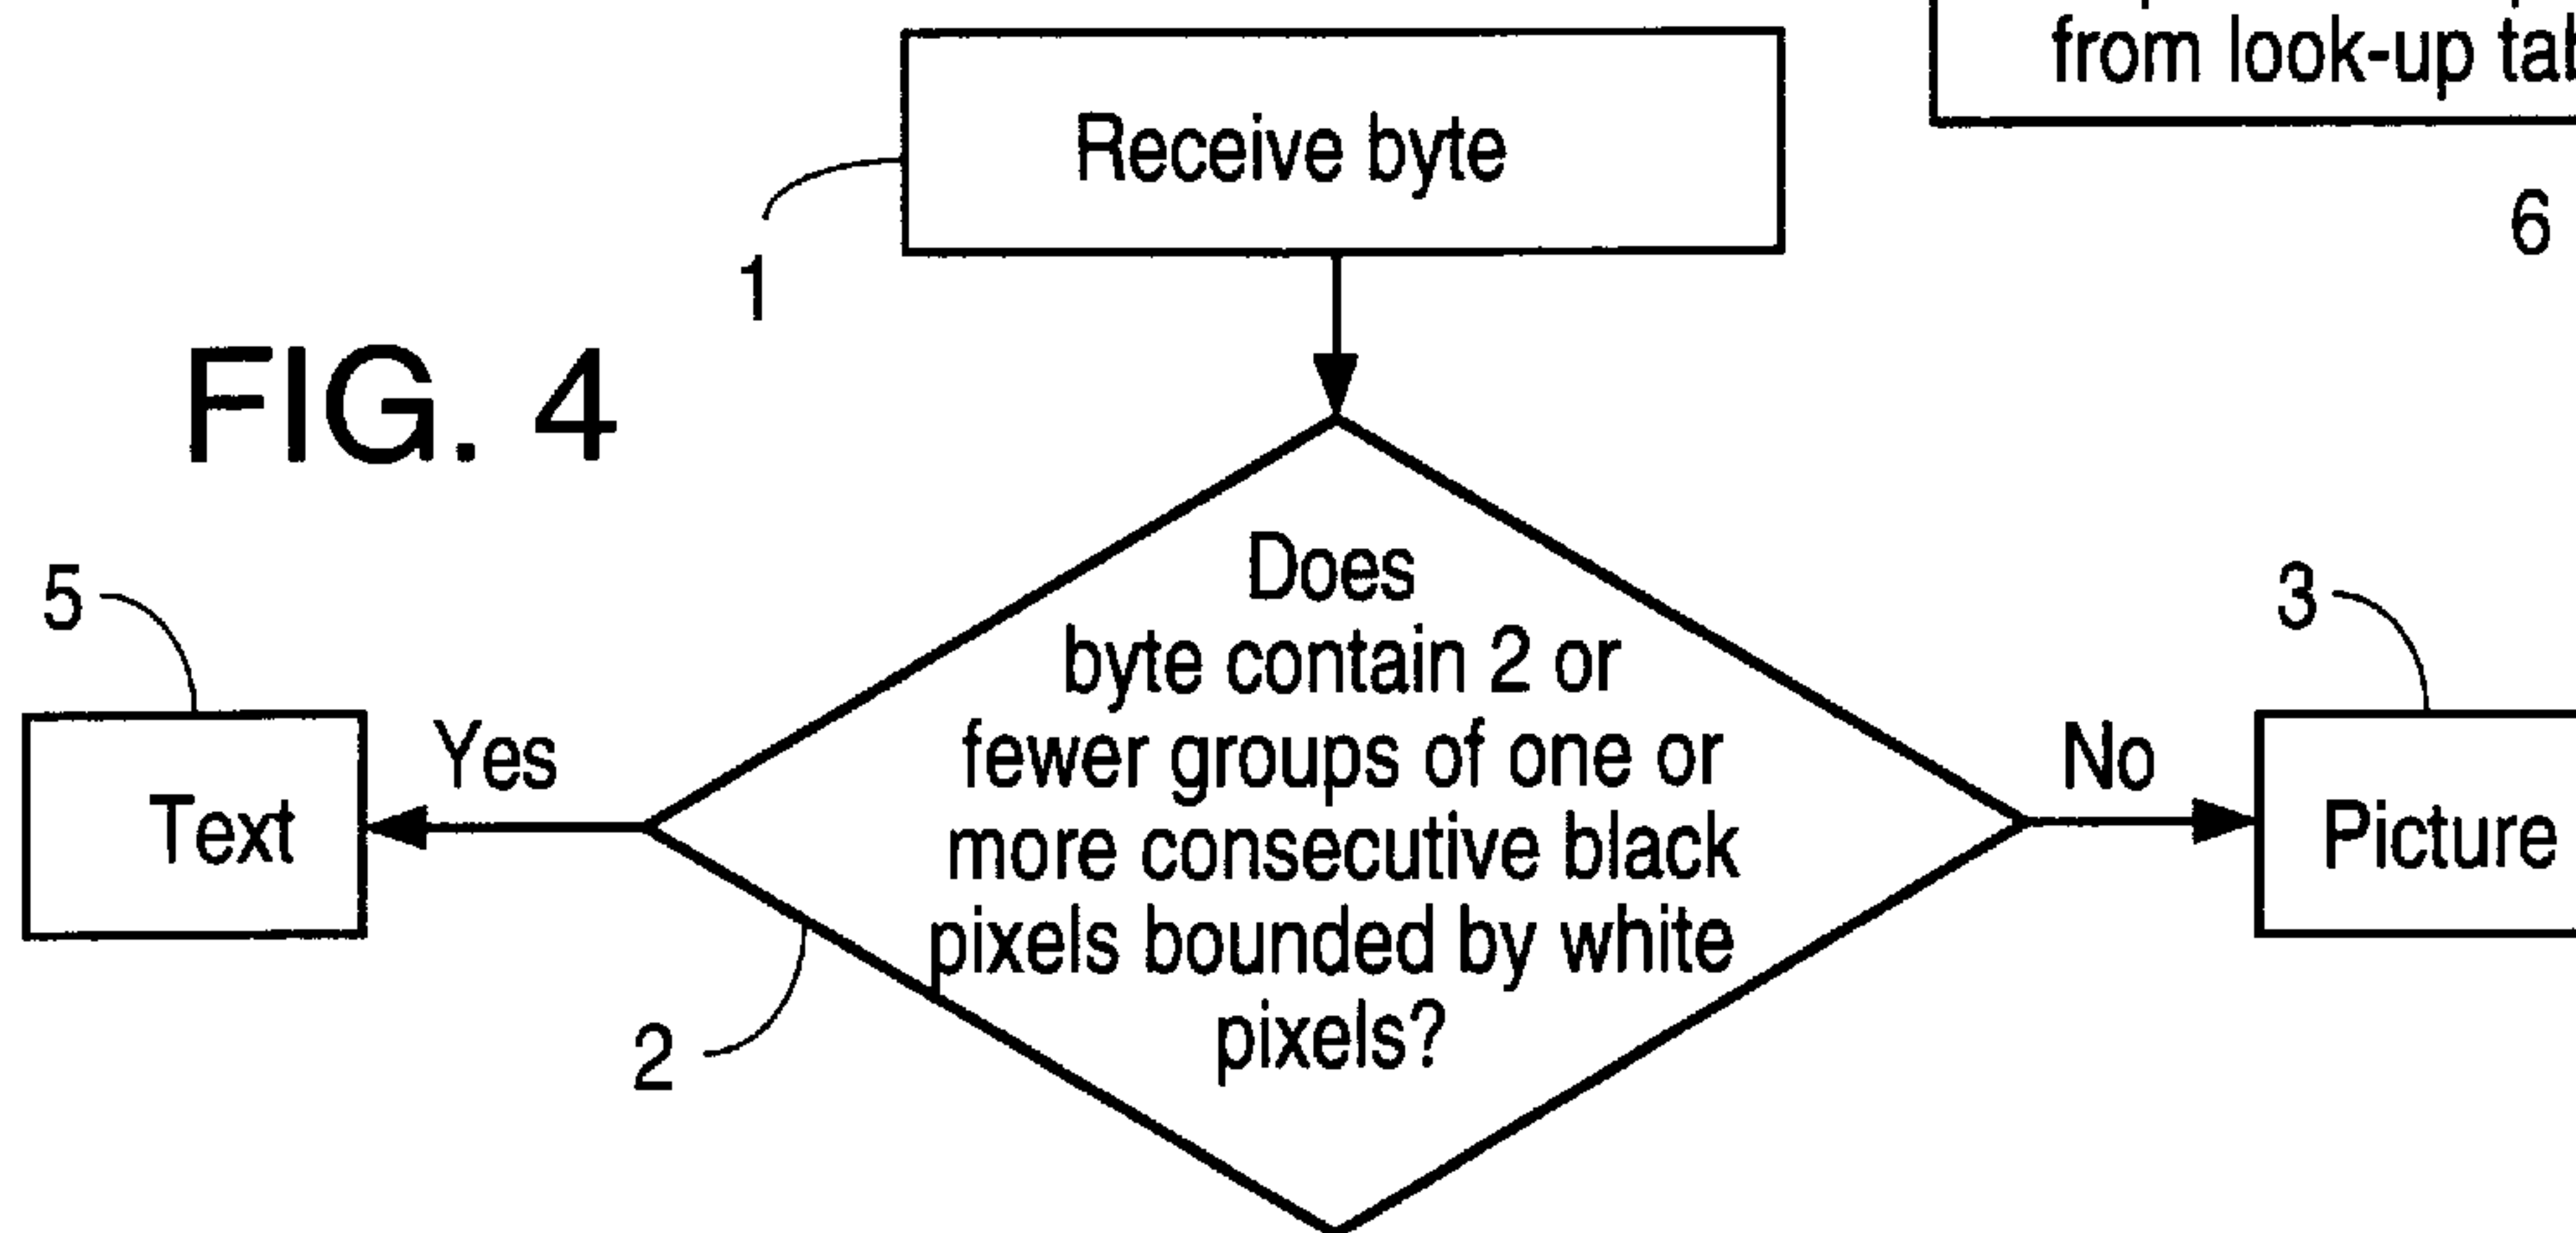 from look-up
Receive byte
6
1
FIG. 4
Does
5
3
byte contain 2 or
Yes
fewer groups of one or
No
Text
more consecutive black
Picture
pixels bounded by white
2
pixels?